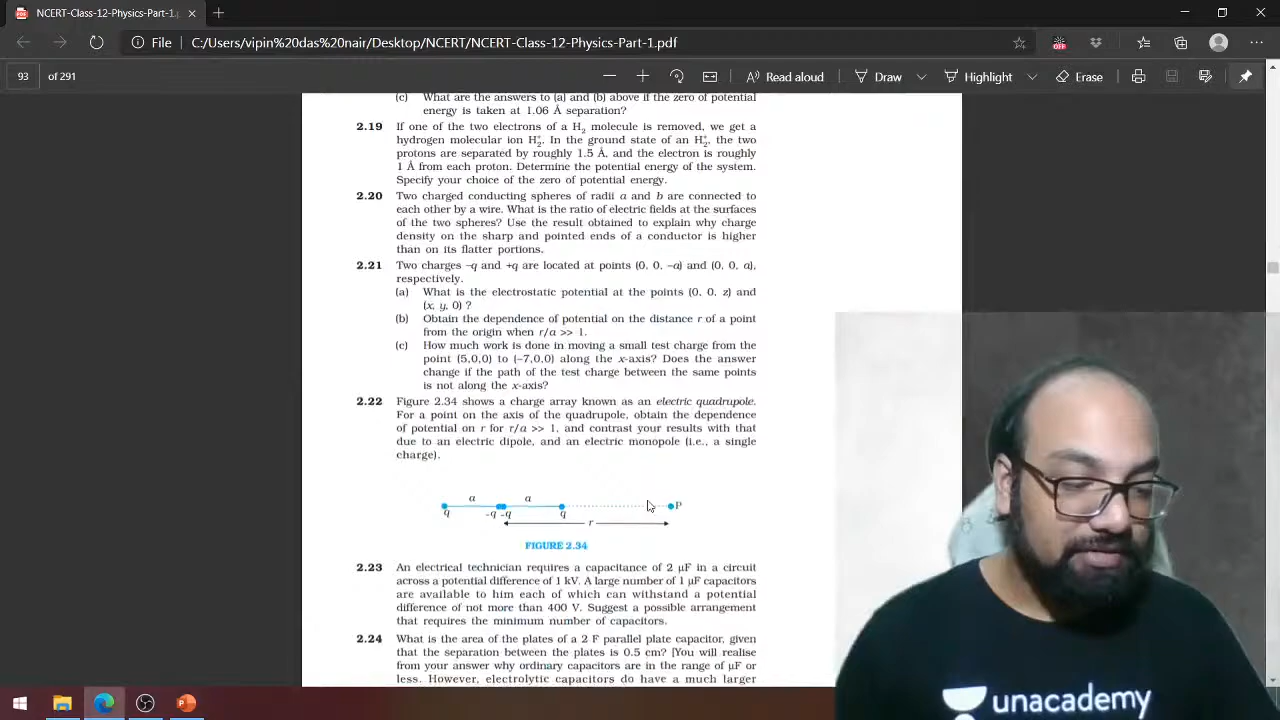 NCERT-Class-12-Physics-Part-1.
File
C:/Users/vipin%20das%20nair/Desktop/NCERT/NCERT-Class-12-Physics-Part-1.pdf
93 of 291
Read aloud
Draw
Highlight
Erase
(c) What are the answers to (a) and (b) above if the zero of potential
energy is taken at 1.06 Å separation?
2.19 If one of the two electrons of a H₂ molecule is removed, we get a
hydrogen molecular ion H₂⁺. In the ground state of an H₂⁺, the two
protons are separated by roughly 1.5 Å, and the electron is roughly
1 Å from each proton. Determine the potential energy of the system.
Specify your choice of the zero of potential energy.
2.20 Two charged conducting spheres of radii a and b are connected to
each other by a wire. What is the ratio of electric fields at the surfaces
of the two spheres? Use the result obtained to explain why charge
density on the sharp and pointed ends of a conductor is higher
than on its flatter portions.
2.21 Two charges –q and +q are located at points (0, 0, –a) and (0, 0, a),
respectively.
(a) What is the electrostatic potential at the points (0, 0, z) and
(x, y, 0) ?
(b) Obtain the dependence of potential on the distance r of a point
from the origin when r/a >> 1.
(c) How much work is done in moving a small test charge from the
point (5,0,0) to (–7,0,0) along the x-axis? Does the answer
change if the path of the test charge between the same points
is not along the x-axis?
2.22 Figure 2.34 shows a charge array known as an electric quadrupole.
For a point on the axis of the quadrupole, obtain the dependence
of potential on r for r/a >> 1, and contrast your results with that
due to an electric dipole, and an electric monopole (i.e., a single
charge).
a a
q -q -q q P
r
FIGURE 2.34
2.23 An electrical technician requires a capacitance of 2 μF in a circuit
across a potential difference of 1 kV. A large number of 1 μF capacitors
are available to him each of which can withstand a potential
difference of not more than 400 V. Suggest a possible arrangement
that requires the minimum number of capacitors.
2.24 What is the area of the plates of a 2 F parallel plate capacitor, given
that the separation between the plates is 0.5 cm? [You will realise
from your answer why ordinary capacitors are in the range of μF or
less. However, electrolytic capacitors do have a much larger
unacademy